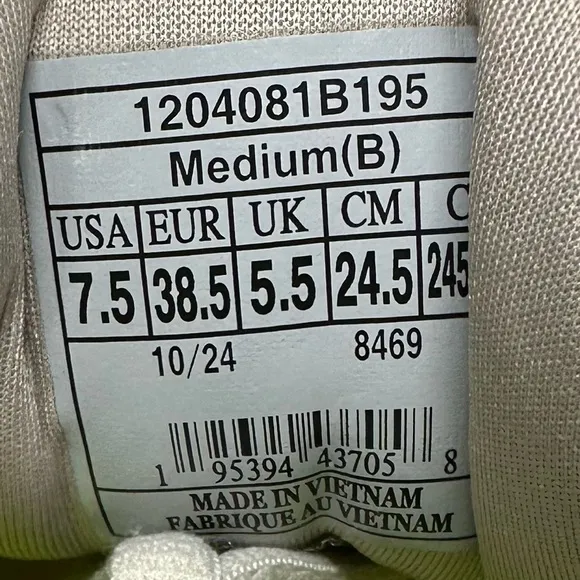 1204081B195
Medium(B)
USA EUR UK CM
7.5 38.5 5.5 24.5 245
10/24 8469
1 95394 43705 8
MADE IN VIETNAM
FABRIQUE AU VIETNAM